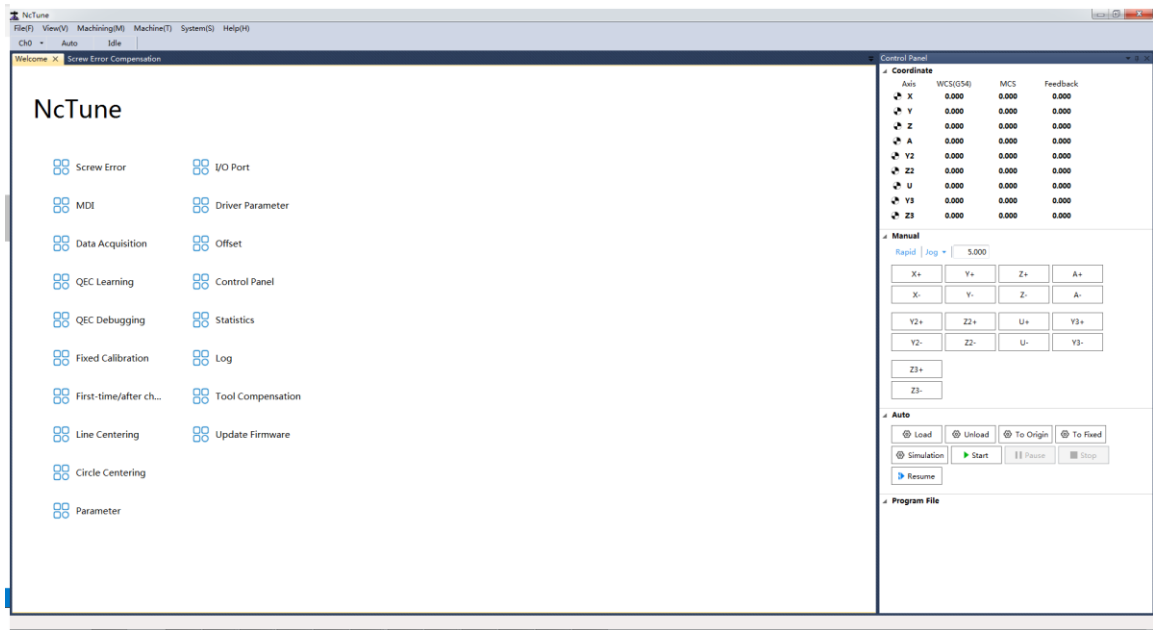 NcTune
File(F) View(V) Machining(M) Machine(T) System(S) Help(H)
Ch0 Auto Idle
Welcome X Screw Error Compensation
NcTune
Screw Error I/O Port
MDI Driver Parameter
Data Acquisition Offset
QEC Learning Control Panel
QEC Debugging Statistics
Fixed Calibration Log
First-time/after ch... Tool Compensation
Line Centering Update Firmware
Circle Centering
Parameter
Control Panel
Coordinate
Axis WCS(G54) MCS Feedback
X 0.000 0.000 0.000
Y 0.000 0.000 0.000
Z 0.000 0.000 0.000
A 0.000 0.000 0.000
Y2 0.000 0.000 0.000
Z2 0.000 0.000 0.000
U 0.000 0.000 0.000
Y3 0.000 0.000 0.000
Z3 0.000 0.000 0.000
Manual
Rapid Jog 5.000
X+ Y+ Z+ A+
X- Y- Z- A-
Y2+ Z2+ U+ Y3+
Y2- Z2- U- Y3-
Z3+
Z3-
Auto
Load Unload To Origin To Fixed
Simulation Start Pause Stop
Resume
Program File